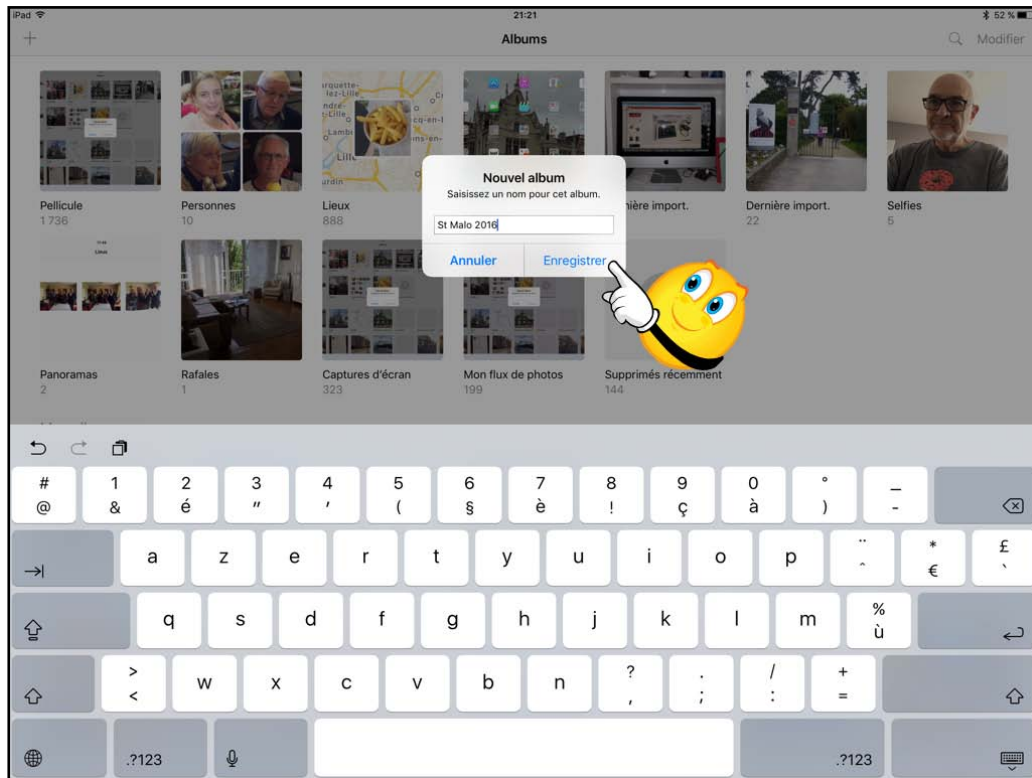 iPad 21:21 52 %
Albums Modifier
Nouvel album
Saisissez un nom pour cet album.
St Malo 2016
Annuler Enregistrer
Pellicule Personnes Lieux import. Dernière import. Selfies
1 736 10 888 22 5
Panoramas Rafales Captures d'écran Mon flux de photos Supprimés récemment
2 1 323 199 144
# 1 2 3 4 5 6 7 8 9 0 ° _
@ & é " ' ( § è ! ç à ) -
a z e r t y u i o p ¨ ^ * € £ `
q s d f g h j k l m % ù
> < w x c v b n ? , . ; / : + =
.?123 .?123